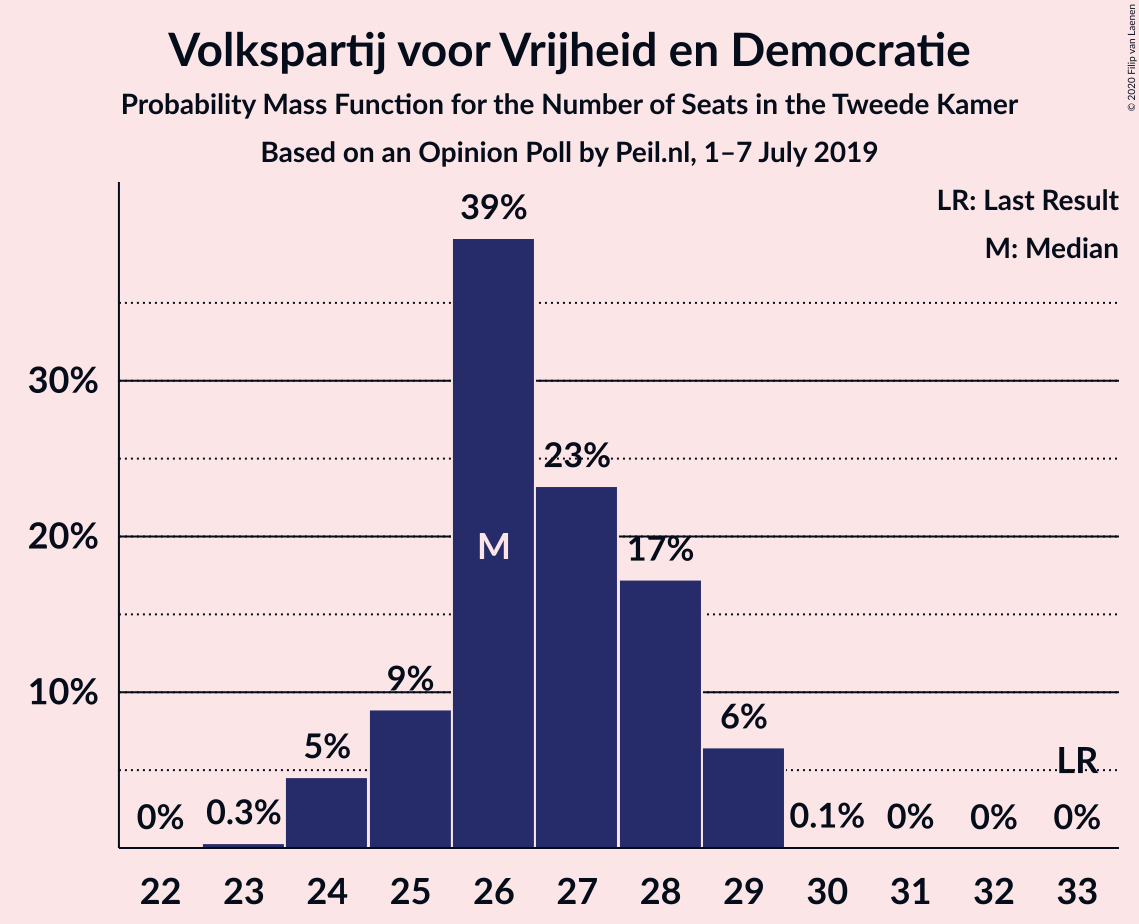 Volkspartij voor Vrijheid en Democratie
Probability Mass Function for the Number of Seats in the Tweede Kamer
Based on an Opinion Poll by Peil.nl, 1–7 July 2019
© 2020 Filip van Laenen
LR: Last Result
M: Median
39%
30%
23%
20%
M
17%
10%
9%
6%
5%
LR
0%
0.3%
0.1%
0%
0%
0%
22 23 24 25 26 27 28 29 30 31 32 33